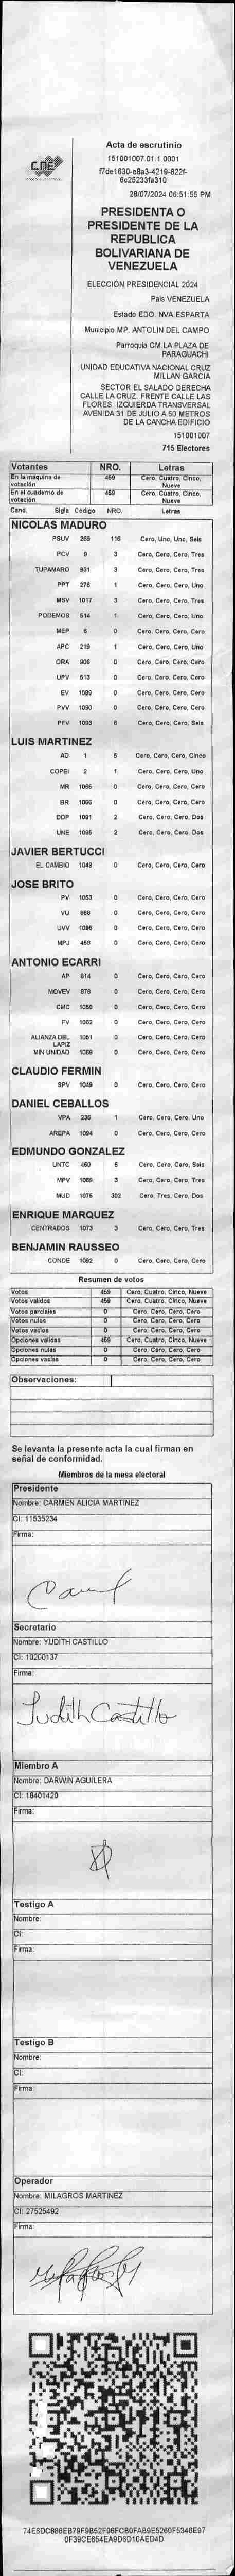 CNE
Acta de escrutinio
151001007.01.1.0001
f7de1630-e8a3-4219-822f-
6c25233fa310
28/07/2024 06:51:55 PM
PRESIDENTA O
PRESIDENTE DE LA
REPUBLICA
BOLIVARIANA DE
VENEZUELA
ELECCIÓN PRESIDENCIAL 2024
País VENEZUELA
Estado EDO. NVA.ESPARTA
Municipio MP. ANTOLIN DEL CAMPO
Parroquia CM.LA PLAZA DE
PARAGUACHI
UNIDAD EDUCATIVA NACIONAL CRUZ
MILLAN GARCIA
SECTOR EL SALADO DERECHA
CALLE LA CRUZ. FRENTE CALLE LAS
FLORES. IZQUIERDA TRANSVERSAL
AVENIDA 31 DE JULIO A 50 METROS
DE LA CANCHA EDIFICIO
151001007
715 Electores
Votantes NRO. Letras
En la máquina de votación 459 Cero, Cuatro, Cinco, Nueve
En el cuaderno de votación 459 Cero, Cuatro, Cinco, Nueve
Cand. Sigla Código NRO. Letras
NICOLAS MADURO
PSUV 269 116 Cero, Uno, Uno, Seis
PCV 9 3 Cero, Cero, Cero, Tres
TUPAMARO 931 3 Cero, Cero, Cero, Tres
PPT 276 1 Cero, Cero, Cero, Uno
MSV 1017 3 Cero, Cero, Cero, Tres
PODEMOS 514 1 Cero, Cero, Cero, Uno
MEP 6 0 Cero, Cero, Cero, Cero
APC 219 1 Cero, Cero, Cero, Uno
ORA 906 0 Cero, Cero, Cero, Cero
UPV 613 0 Cero, Cero, Cero, Cero
EV 1089 0 Cero, Cero, Cero, Cero
PVV 1090 0 Cero, Cero, Cero, Cero
PFV 1093 6 Cero, Cero, Cero, Seis
LUIS MARTINEZ
AD 1 5 Cero, Cero, Cero, Cinco
COPEI 2 1 Cero, Cero, Cero, Uno
MR 1065 0 Cero, Cero, Cero, Cero
BR 1066 0 Cero, Cero, Cero, Cero
DDP 1091 2 Cero, Cero, Cero, Dos
UNE 1095 2 Cero, Cero, Cero, Dos
JAVIER BERTUCCI
EL CAMBIO 1048 0 Cero, Cero, Cero, Cero
JOSE BRITO
PV 1053 0 Cero, Cero, Cero, Cero
VU 868 0 Cero, Cero, Cero, Cero
UVV 1096 0 Cero, Cero, Cero, Cero
MPJ 459 0 Cero, Cero, Cero, Cero
ANTONIO ECARRI
AP 914 0 Cero, Cero, Cero, Cero
MOVEV 976 0 Cero, Cero, Cero, Cero
CMC 1050 0 Cero, Cero, Cero, Cero
FV 1062 0 Cero, Cero, Cero, Cero
ALIANZA DEL LAPIZ 1051 0 Cero, Cero, Cero, Cero
MIN UNIDAD 1069 0 Cero, Cero, Cero, Cero
CLAUDIO FERMIN
SPV 1049 0 Cero, Cero, Cero, Cero
DANIEL CEBALLOS
VPA 236 1 Cero, Cero, Cero, Uno
AREPA 1094 0 Cero, Cero, Cero, Cero
EDMUNDO GONZALEZ
UNTC 460 6 Cero, Cero, Cero, Seis
MPV 1069 3 Cero, Cero, Cero, Tres
MUD 1076 302 Cero, Tres, Cero, Dos
ENRIQUE MARQUEZ
CENTRADOS 1073 3 Cero, Cero, Cero, Tres
BENJAMIN RAUSSEO
CONDE 1092 0 Cero, Cero, Cero, Cero
Resumen de votos
Votos 459 Cero, Cuatro, Cinco, Nueve
Votos validos 459 Cero, Cuatro, Cinco, Nueve
Votos parciales 0 Cero, Cero, Cero, Cero
Votos nulos 0 Cero, Cero, Cero, Cero
Votos vacios 0 Cero, Cero, Cero, Cero
Opciones validas 459 Cero, Cuatro, Cinco, Nueve
Opciones nulas 0 Cero, Cero, Cero, Cero
Opciones vacias 0 Cero, Cero, Cero, Cero
Observaciones:
Se levanta la presente acta la cual firman en
señal de conformidad.
Miembros de la mesa electoral
Presidente
Nombre: CARMEN ALICIA MARTINEZ
CI: 11535234
Firma:
Secretario
Nombre: YUDITH CASTILLO
CI: 10200137
Firma:
Judith Castillo
Miembro A
Nombre: DARWIN AGUILERA
CI: 18401420
Firma:
Testigo A
Nombre:
CI:
Firma:
Testigo B
Nombre:
CI:
Firma:
Operador
Nombre: MILAGROS MARTINEZ
CI: 27525492
Firma:
74E6DC886EB79F9B52F96FCB0FAB9E5260F5346E97
0F39CE654EA9D6D10AED4D